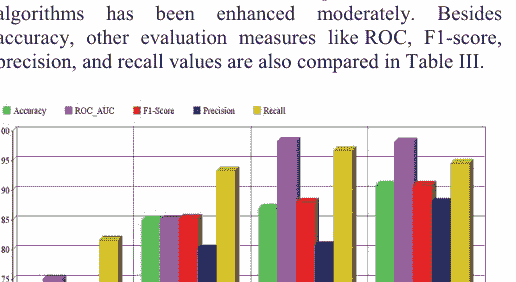 algorithms has been enhanced moderately. Besides
accuracy, other evaluation measures like ROC, F1-score,
precision, and recall values are also compared in Table III.
Accuracy ROC_AUC F1-Score Precision Recall
00
95
90
85
80
75